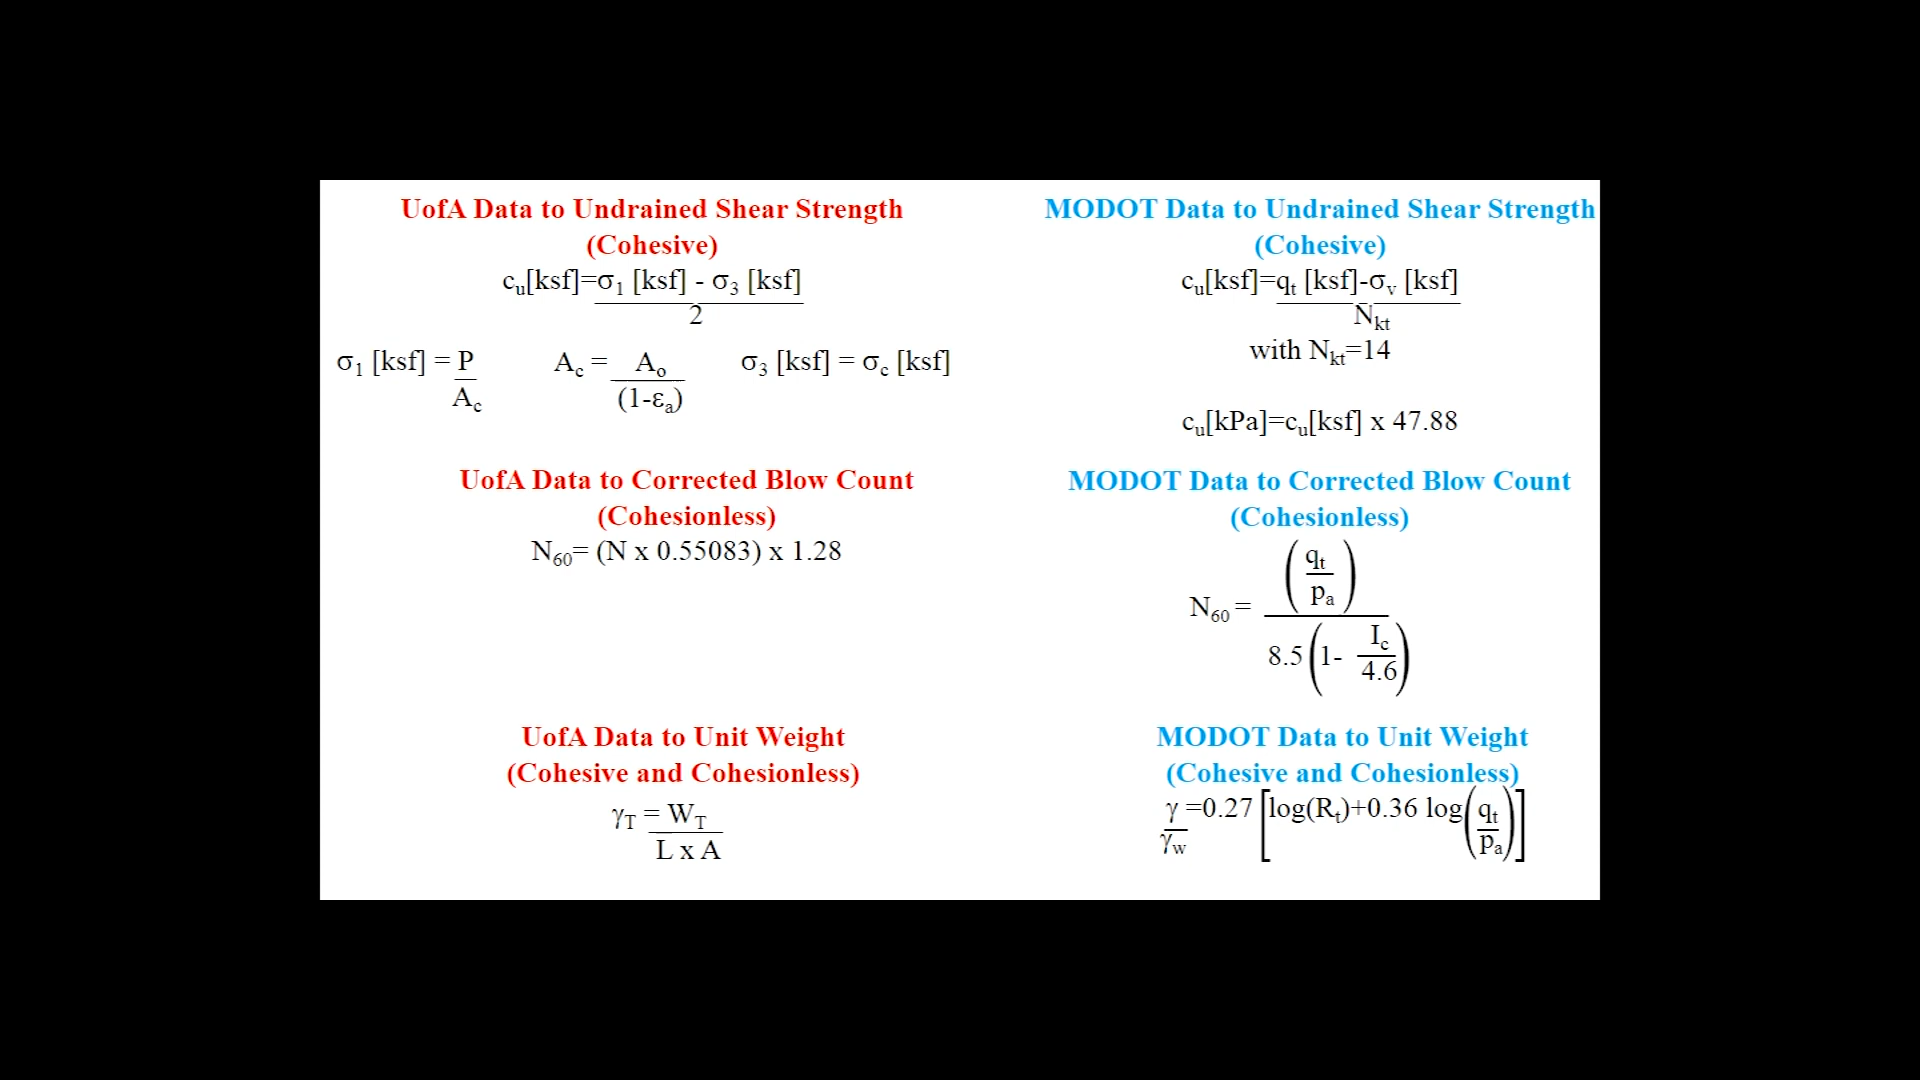 UofA Data to Undrained Shear Strength
(Cohesive)
cᵤ[ksf]=σ₁ [ksf] - σ₃ [ksf]
2
σ₁ [ksf] = P
A꜀
A꜀ = Aₒ
(1-εₐ)
σ₃ [ksf] = σ꜀ [ksf]
UofA Data to Corrected Blow Count
(Cohesionless)
N₆₀= (N x 0.55083) x 1.28
UofA Data to Unit Weight
(Cohesive and Cohesionless)
γT = WT
L x A
MODOT Data to Undrained Shear Strength
(Cohesive)
cᵤ[ksf]=qₜ [ksf]-σᵥ [ksf]
Nₖₜ
with Nₖₜ=14
cᵤ[kPa]=cᵤ[ksf] x 47.88
MODOT Data to Corrected Blow Count
(Cohesionless)
N₆₀ = (qₜ
pₐ)
8.5(1- I꜀
4.6)
MODOT Data to Unit Weight
(Cohesive and Cohesionless)
γ =0.27[log(Rₜ)+0.36 log(qₜ
γw pₐ)]